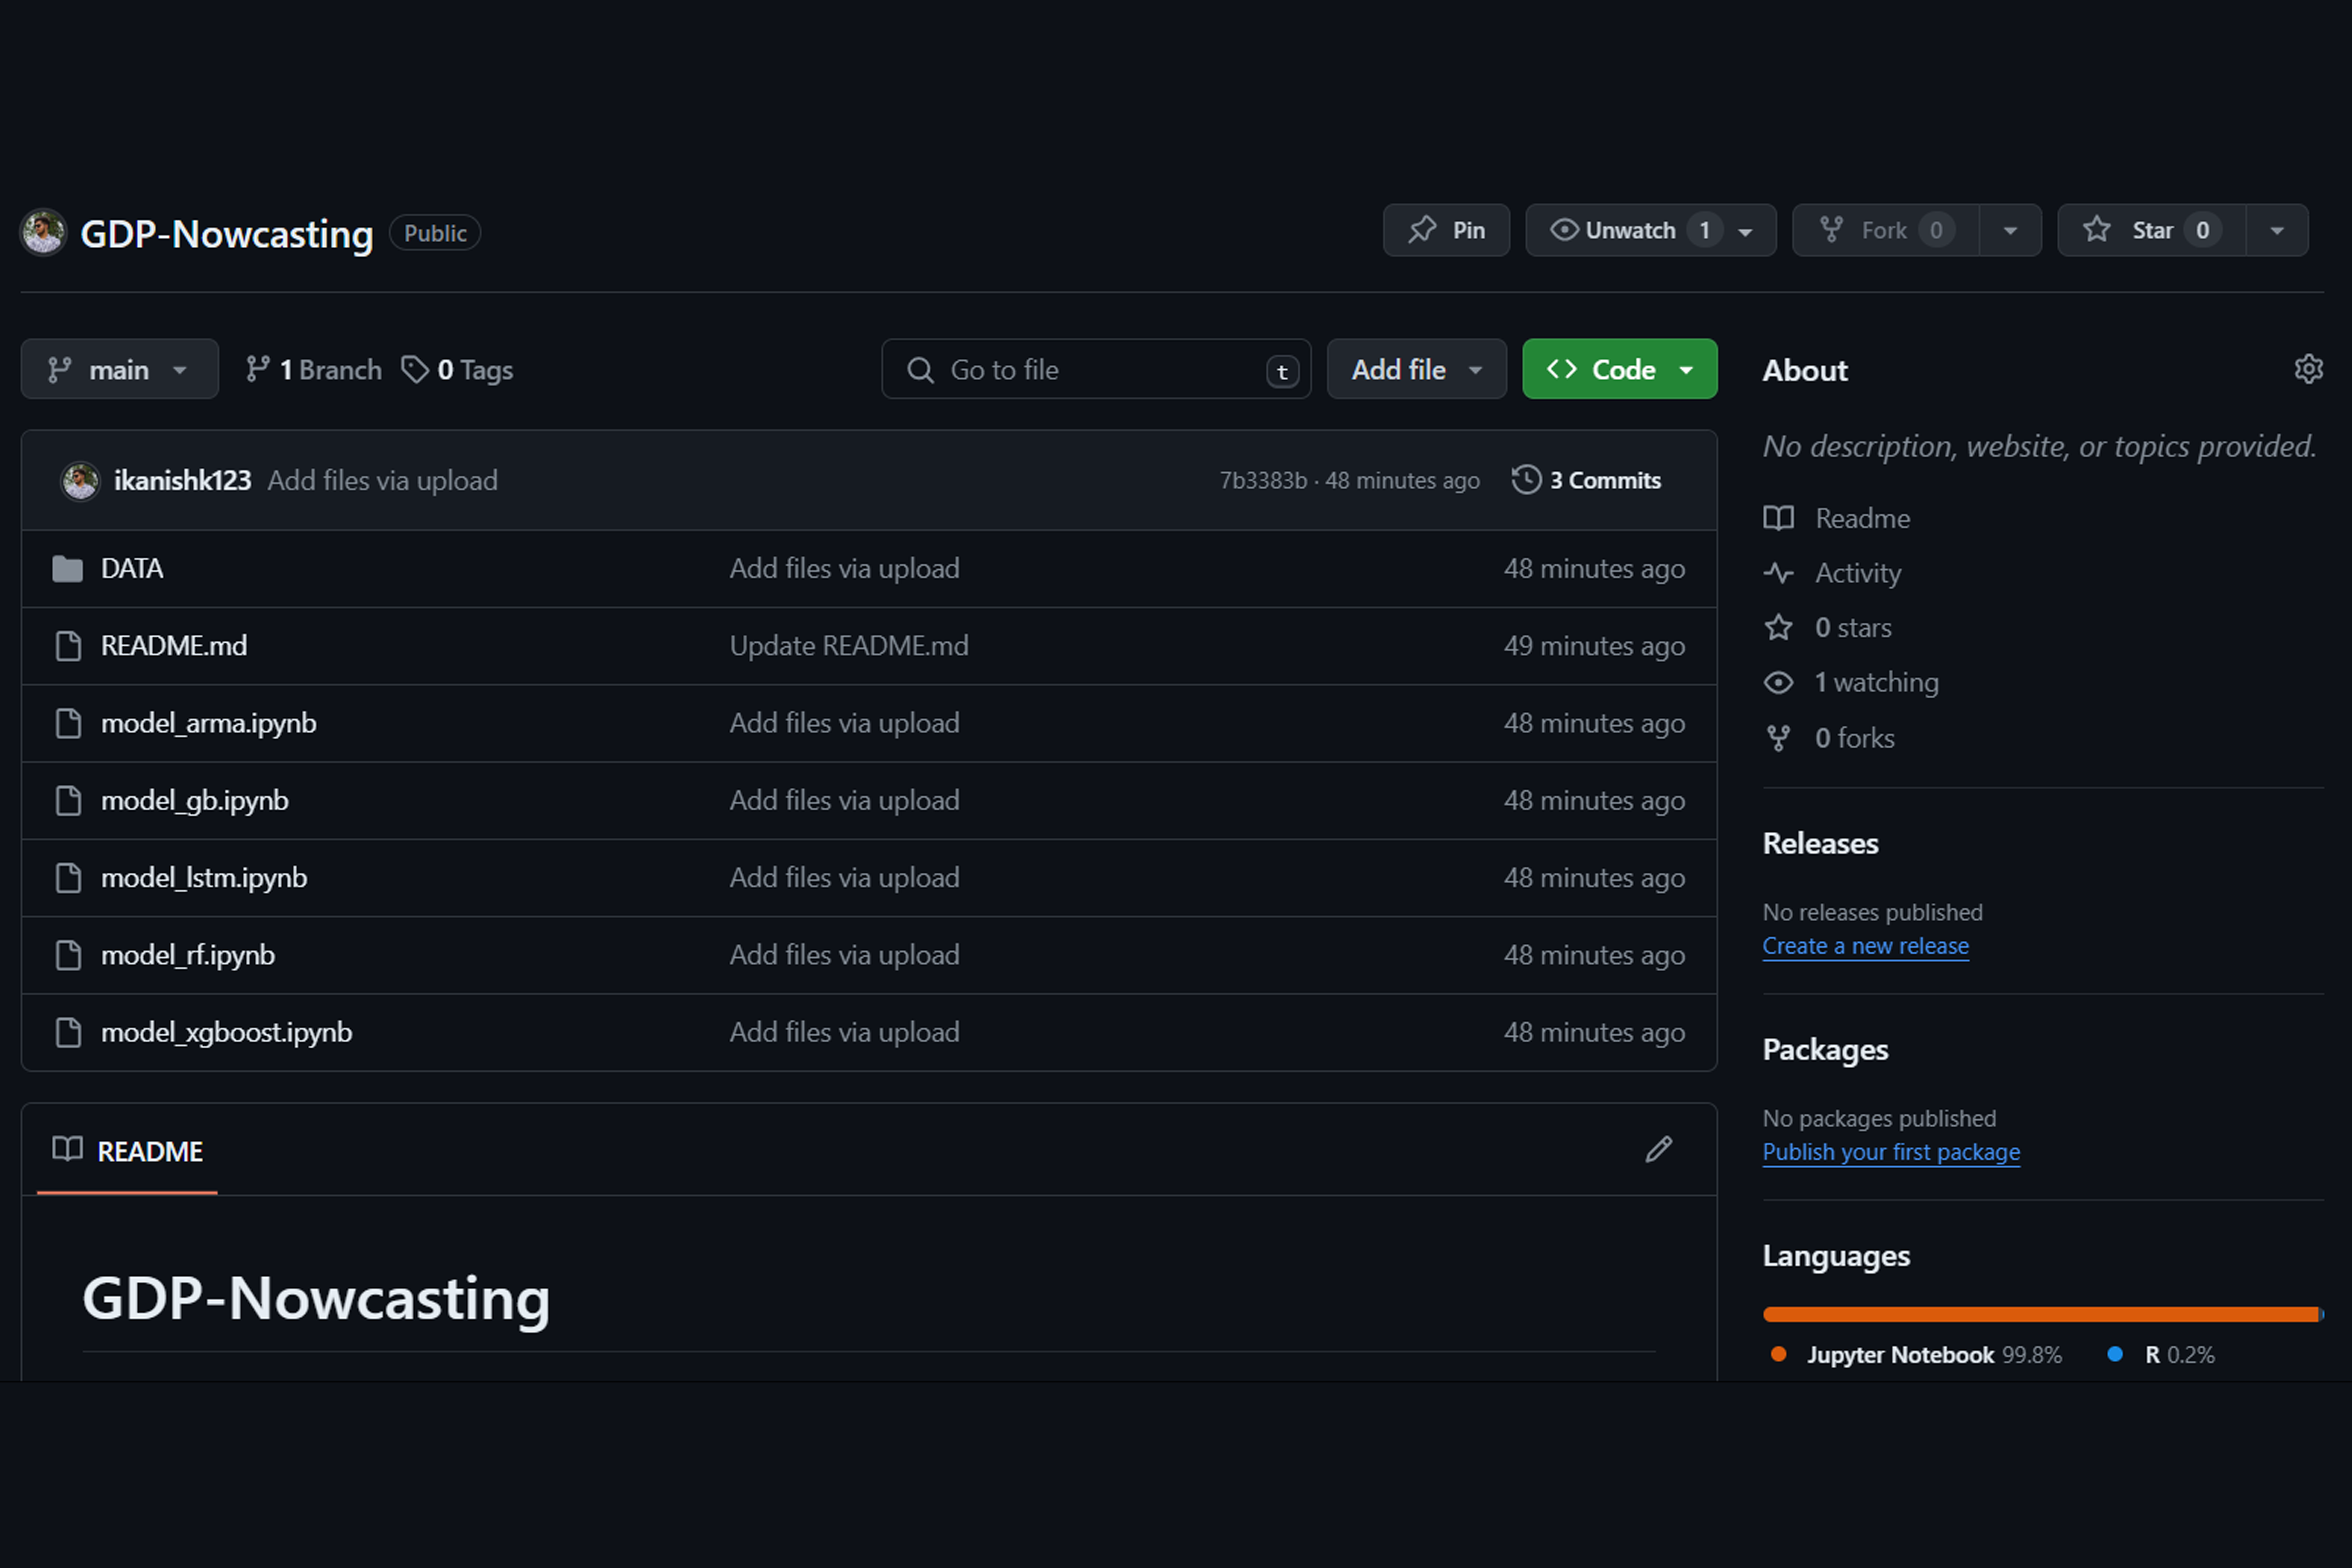 GDP-Nowcasting Public Pin Unwatch 1 Fork 0 Star 0
main 1 Branch 0 Tags Go to file t Add file Code
ikanishk123 Add files via upload 7b3383b · 48 minutes ago 3 Commits
DATA Add files via upload 48 minutes ago
README.md Update README.md 49 minutes ago
model_arma.ipynb Add files via upload 48 minutes ago
model_gb.ipynb Add files via upload 48 minutes ago
model_lstm.ipynb Add files via upload 48 minutes ago
model_rf.ipynb Add files via upload 48 minutes ago
model_xgboost.ipynb Add files via upload 48 minutes ago
README
GDP-Nowcasting
About
No description, website, or topics provided.
Readme
Activity
0 stars
1 watching
0 forks
Releases
No releases published
Create a new release
Packages
No packages published
Publish your first package
Languages
Jupyter Notebook 99.8% R 0.2%